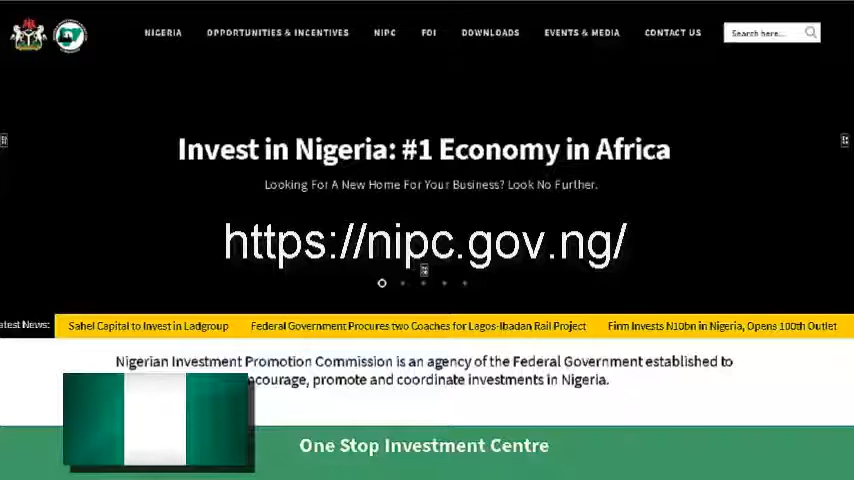 NIGERIA OPPORTUNITIES & INCENTIVES NIPC FOI DOWNLOADS EVENTS & MEDIA CONTACT US Search here...
Invest in Nigeria: #1 Economy in Africa
Looking For A New Home For Your Business? Look No Further.
https://nipc.gov.ng/
atest News: Sahel Capital to Invest in Ladgroup Federal Government Procures two Coaches for Lagos-Ibadan Rail Project Firm Invests N10bn in Nigeria, Opens 100th Outlet
Nigerian Investment Promotion Commission is an agency of the Federal Government established to
ncourage, promote and coordinate investments in Nigeria.
One Stop Investment Centre